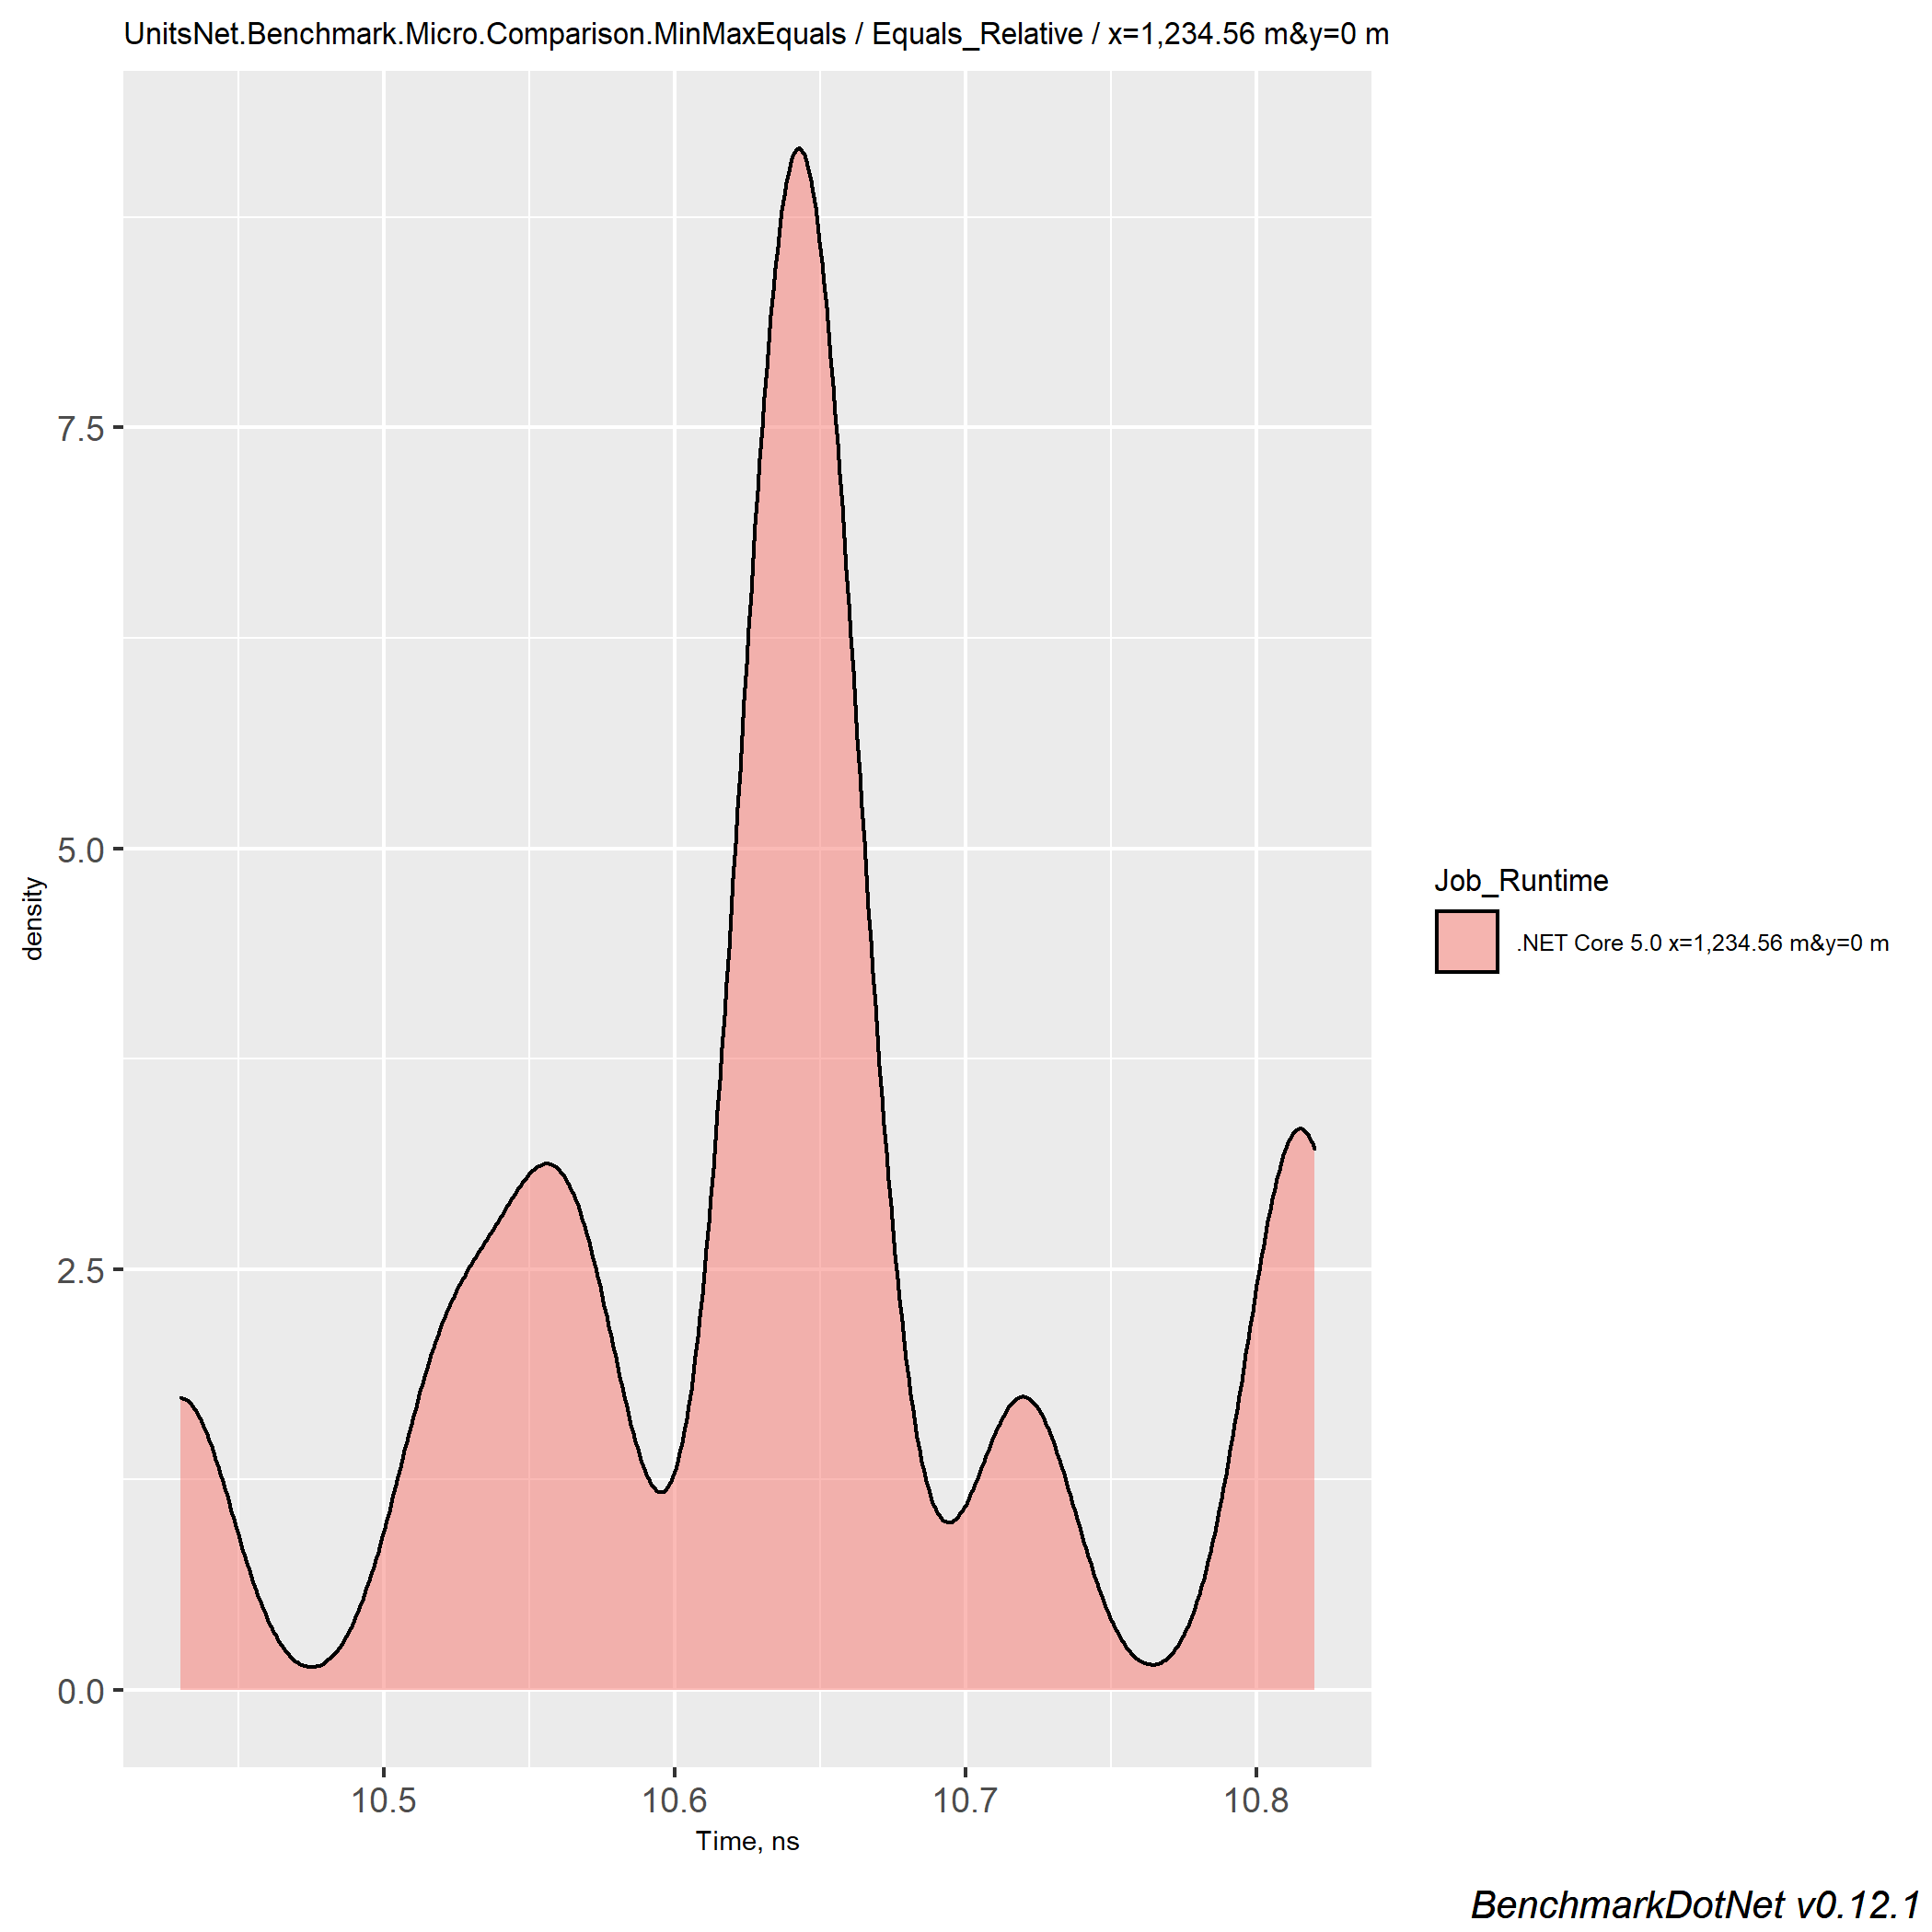 UnitsNet.Benchmark.Micro.Comparison.MinMaxEquals / Equals_Relative / x=1,234.56 m&y=0 m
7.5
5.0
2.5
0.0
density
10.5 10.6 10.7 10.8
Time, ns
Job_Runtime
.NET Core 5.0 x=1,234.56 m&y=0 m
BenchmarkDotNet v0.12.1